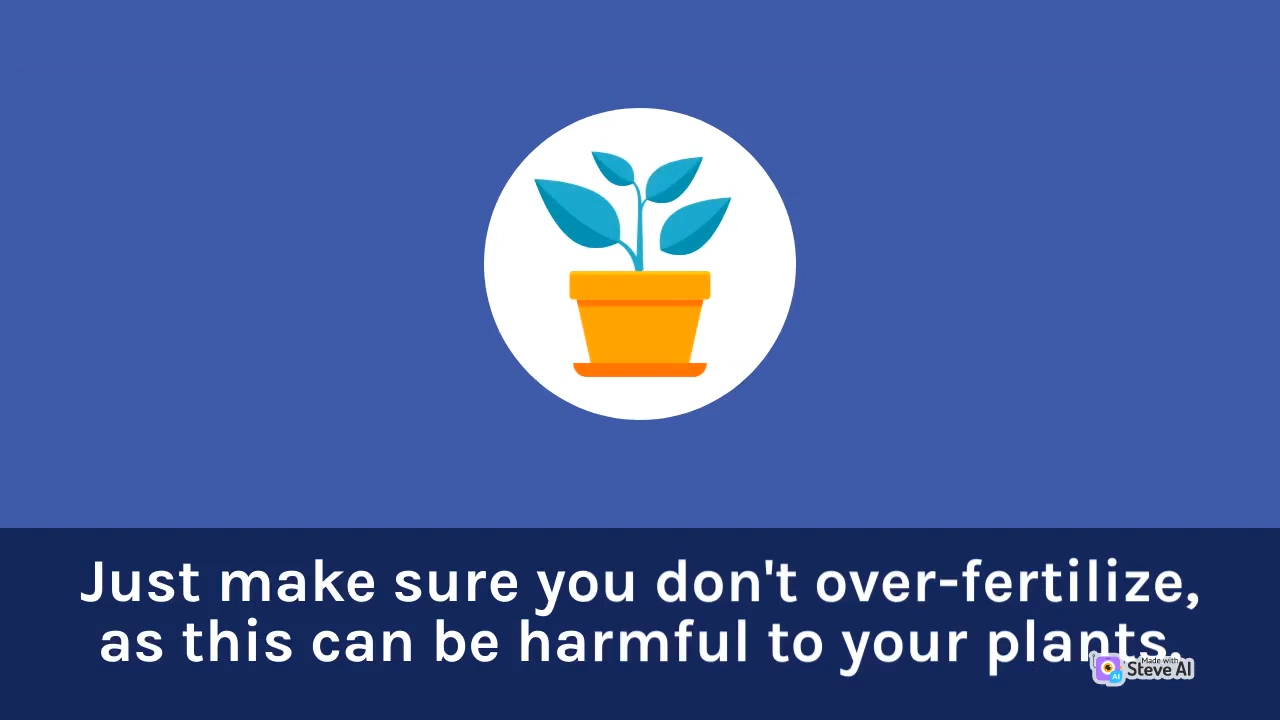 Just make sure you don't over-fertilize,
as this can be harmful to your plants.
Made with
Steve AI
AI